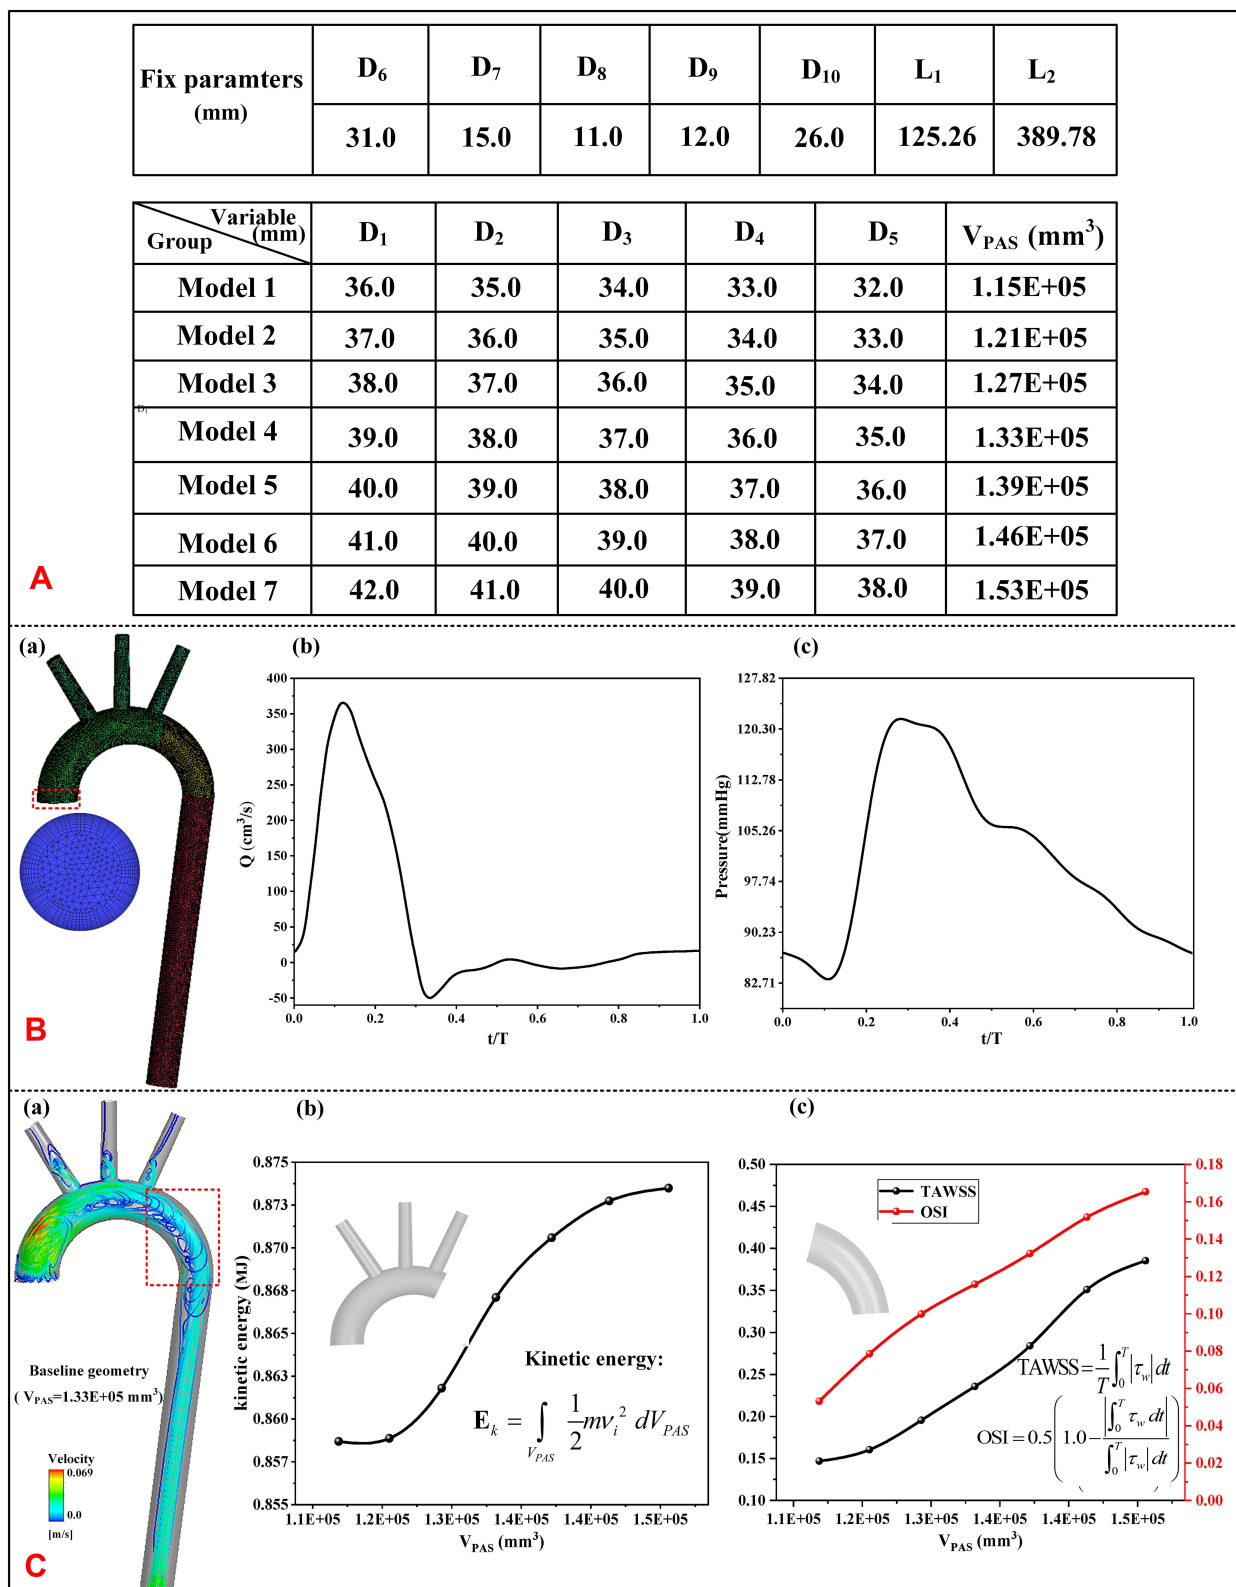 Fix paramters
(mm)
D6 D7 D8 D9 D10 L1 L2
31.0 15.0 11.0 12.0 26.0 125.26 389.78
Variable
(mm)
Group
D1 D2 D3 D4 D5 VPAS (mm³)
Model 1 36.0 35.0 34.0 33.0 32.0 1.15E+05
Model 2 37.0 36.0 35.0 34.0 33.0 1.21E+05
Model 3 38.0 37.0 36.0 35.0 34.0 1.27E+05
D1
Model 4 39.0 38.0 37.0 36.0 35.0 1.33E+05
Model 5 40.0 39.0 38.0 37.0 36.0 1.39E+05
Model 6 41.0 40.0 39.0 38.0 37.0 1.46E+05
Model 7 42.0 41.0 40.0 39.0 38.0 1.53E+05
A
(a)
(b)
400
350
300
250
200
150
100
50
0
-50
Q (cm³/s)
0.0 0.2 0.4 0.6 0.8 1.0
t/T
(c)
127.82
120.30
112.78
105.26
97.74
90.23
82.71
Pressure(mmHg)
0.0 0.2 0.4 0.6 0.8 1.0
t/T
B
(a)
Baseline geometry
( VPAS=1.33E+05 mm³)
Velocity
0.069
0.0
[m/s]
(b)
0.875
0.873
0.870
0.868
0.865
0.863
0.860
0.857
0.855
kinetic energy (MJ)
Kinetic energy:
Ek = ∫VPAS 1/2 mvi² dVPAS
1.1E+05 1.2E+05 1.3E+05 1.4E+05 1.4E+05 1.5E+05
VPAS (mm³)
(c)
0.50
0.45
0.40
0.35
0.30
0.25
0.20
0.15
0.10
TAWSS
OSI
TAWSS = 1/T ∫0T |τw| dt
OSI = 0.5 ( 1.0 − |∫0T τw dt| / ∫0T |τw| dt )
0.18
0.16
0.14
0.12
0.10
0.08
0.06
0.04
0.02
0.00
1.1E+05 1.2E+05 1.3E+05 1.4E+05 1.4E+05 1.5E+05
VPAS (mm³)
C